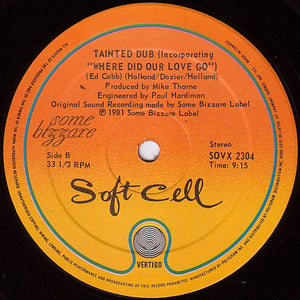 TAINTED DUB (Incorporating
"WHERE DID OUR LOVE GO")
(Ed Cobb) (Holland/Dozier/Holland)
Produced by Mike Thorne
Engineered by Paul Hardiman
Original Sound Recording made by Some Bizzare Label
℗ 1981 Some Bizzare Label
some
bizzare
Side B
33 1/3 RPM
Stereo
SOVX 2304
Time: 9:15
Soft Cell
VERTIGO